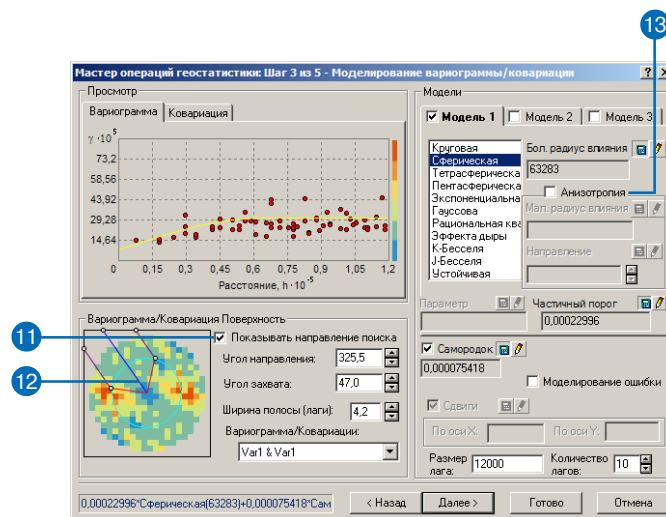 13
Мастер операций геостатистики: Шаг 3 из 5 - Моделирование вариограммы/ковариации
Просмотр
Вариограмма
Ковариация
γ·10⁵
73,2
58,56
43,92
29,28
14,64
0
0,15
0,3
0,45
0,6
0,75
0,9
1,05
1,2
Расстояние, h·10⁻⁵
Вариограмма/Ковариация Поверхность
11
Показывать направление поиска
12
Угол направления: 325,5
Угол захвата: 47,0
Ширина полосы (лаги): 4,2
Вариограмма/Ковариации:
Var1 & Var1
Модели
Модель 1
Модель 2
Модель 3
Круговая
Сферическая
Тетрасферическа
Пентасферическа
Экспоненциальна
Гауссова
Рациональная ква
Эффекта дыры
К-Бесселя
J-Бесселя
Устойчивая
Бол. радиус влияния
63283
Анизотропия
Мал. радиус влияния
Направление
Параметр
Частичный порог
0,00022996
Самородок
0,000075418
Моделирование ошибки
Сдвиги
По оси X:
По оси Y:
Размер лага: 12000
Количество лагов: 10
0,00022996*Сферическая(63283)+0,000075418*Сам
< Назад
Далее >
Готово
Отмена